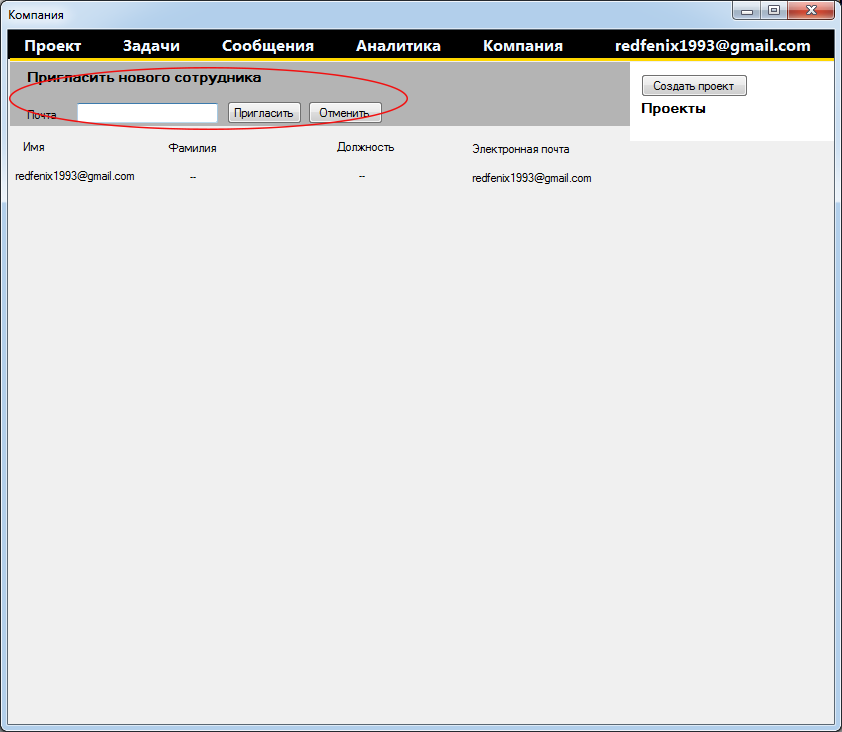 Компания
Проект Задачи Сообщения Аналитика Компания redfenix1993@gmail.com
Пригласить нового сотрудника
Создать проект
Проекты
Почта Пригласить Отменить
Имя Фамилия Должность Электронная почта
redfenix1993@gmail.com -- -- redfenix1993@gmail.com